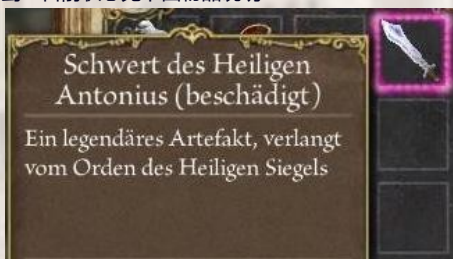 Schwert des Heiligen
Antonius (beschädigt)
Ein legendäres Artefakt, verlangt
vom Orden des Heiligen Siegels